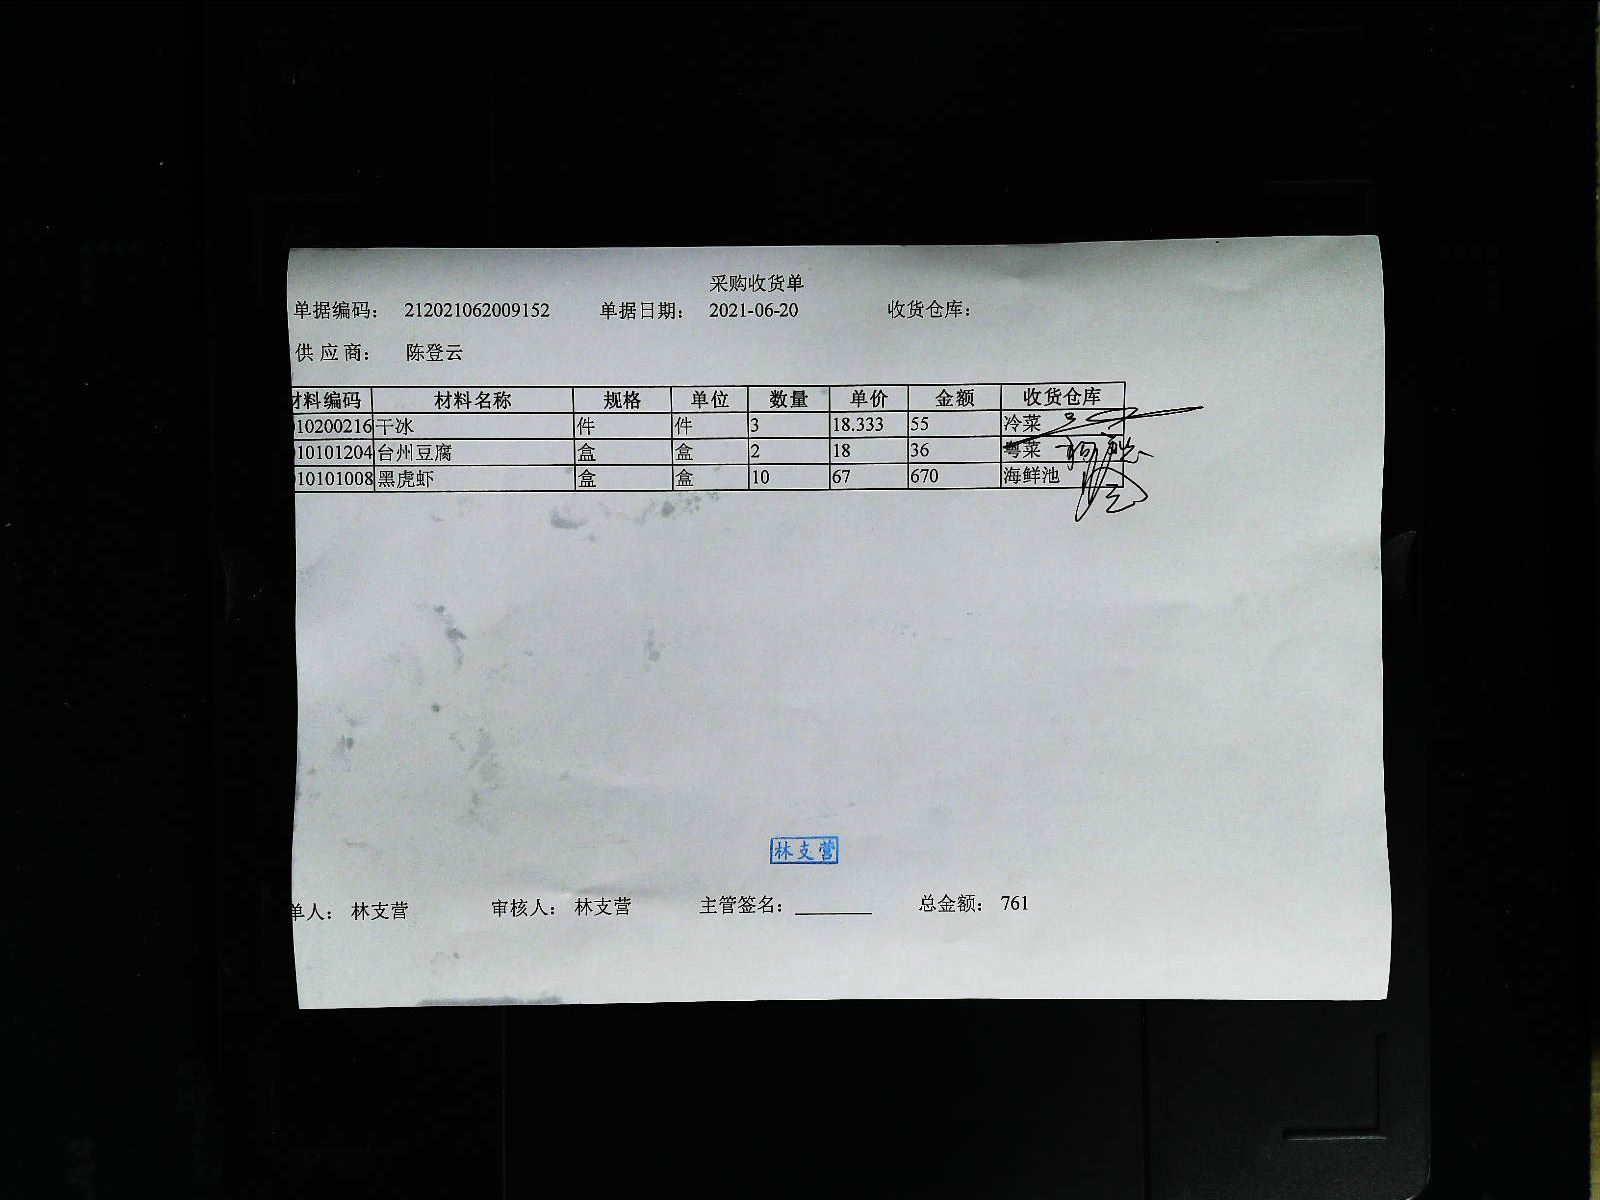 采购收货单
单据编码： 212021062009152 单据日期： 2021-06-20 收货仓库：
供应商： 陈登云
材料编码 材料名称 规格 单位 数量 单价 金额 收货仓库
10200216 干冰 件 件 3 18.333 55 冷菜
10101204 台州豆腐 盒 盒 2 18 36 粤菜
10101008 黑虎虾 盒 盒 10 67 670 海鲜池
林支营
单人： 林支营 审核人： 林支营 主管签名： 总金额： 761